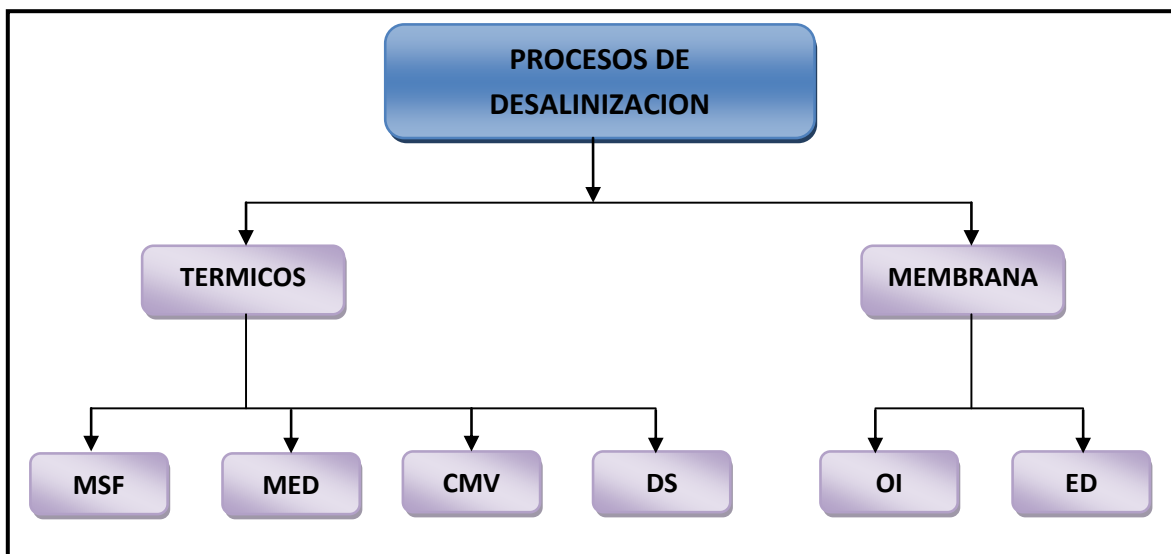 PROCESOS DE
DESALINIZACION
TERMICOS
MEMBRANA
MSF
MED
CMV
DS
OI
ED